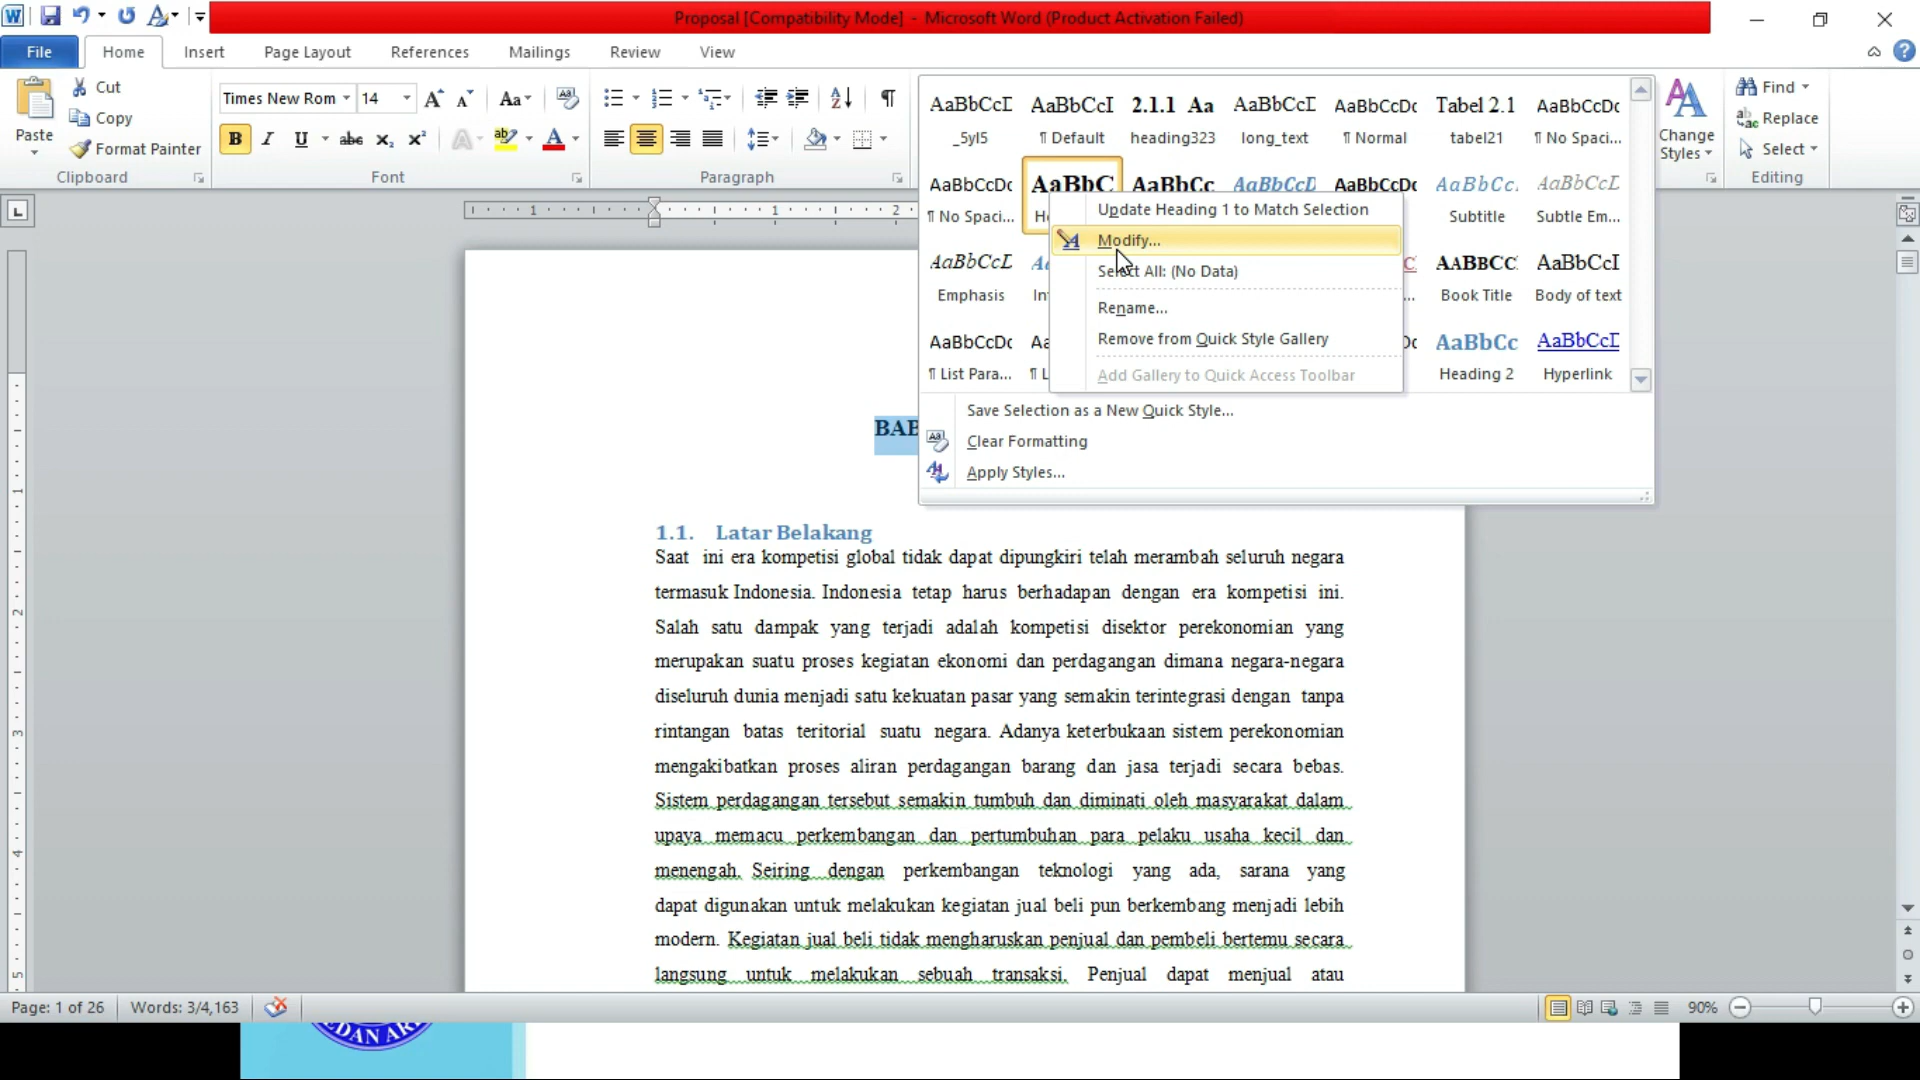 Proposal [Compatibility Mode] - Microsoft Word (Product Activation Failed)
File Home Insert Page Layout References Mailings Review View
Paste
Cut
Copy
Format Painter
Clipboard
Times New Rom 14
Font
Paragraph
AaBbCcI AaBbCcI 2.1.1 Aa AaBbCcI AaBbCcDc Tabel 2.1 AaBbCcDc
_5yl5 ¶ Default heading323 long_text ¶ Normal tabel21 ¶ No Spaci...
AaBbCcDc AaBbC AaBbCc AaBbCcD AaBbCcDc AaBbCc. AaBbCcD
¶ No Spaci... He Subtitle Subtle Em...
AaBbCcD AABBCC AaBbCcI
Emphasis Int Book Title Body of text
AaBbCcDc AaBbCc AaBbCcD
¶ List Para... ¶ L Heading 2 Hyperlink
Update Heading 1 to Match Selection
Modify...
Select All: (No Data)
Rename...
Remove from Quick Style Gallery
Add Gallery to Quick Access Toolbar
Save Selection as a New Quick Style...
Clear Formatting
Apply Styles...
Change
Styles
Find
Replace
Select
Editing
BAB
1.1. Latar Belakang
Saat ini era kompetisi global tidak dapat dipungkiri telah merambah seluruh negara
termasuk Indonesia. Indonesia tetap harus berhadapan dengan era kompetisi ini.
Salah satu dampak yang terjadi adalah kompetisi disektor perekonomian yang
merupakan suatu proses kegiatan ekonomi dan perdagangan dimana negara-negara
diseluruh dunia menjadi satu kekuatan pasar yang semakin terintegrasi dengan tanpa
rintangan batas teritorial suatu negara. Adanya keterbukaan sistem perekonomian
mengakibatkan proses aliran perdagangan barang dan jasa terjadi secara bebas.
Sistem perdagangan tersebut semakin tumbuh dan diminati oleh masyarakat dalam
upaya memacu perkembangan dan pertumbuhan para pelaku usaha kecil dan
menengah. Seiring dengan perkembangan teknologi yang ada, sarana yang
dapat digunakan untuk melakukan kegiatan jual beli pun berkembang menjadi lebih
modern. Kegiatan jual beli tidak mengharuskan penjual dan pembeli bertemu secara
langsung untuk melakukan sebuah transaksi. Penjual dapat menjual atau
Page: 1 of 26 Words: 3/4,163 90%
DAN AR